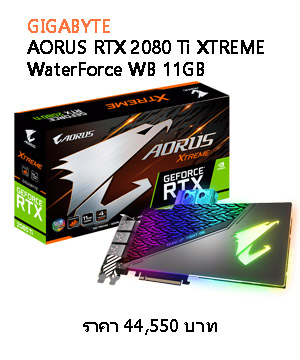 GIGABYTE
AORUS RTX 2080 Ti XTREME
WaterForce WB 11GB
XTREME
AORUS
XTREME
GEFORCE
RTX
2080 Ti
GEFORCE
RTX
AORUS
ราคา 44,550 บาท